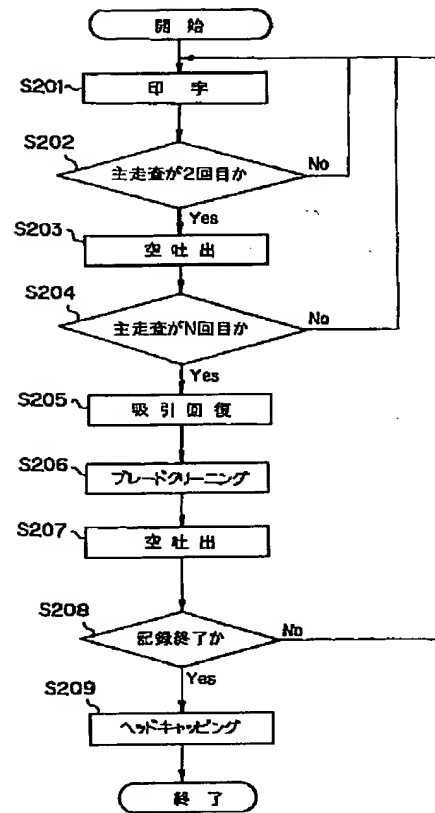 開始
S201
印字
S202
主走査が2回目か
No
Yes
S203
空吐出
S204
主走査がN回目か
No
Yes
S205
吸引回復
S206
ブレードクリーニング
S207
空吐出
S208
記録終了か
No
Yes
S209
ヘッドキャッピング
終了